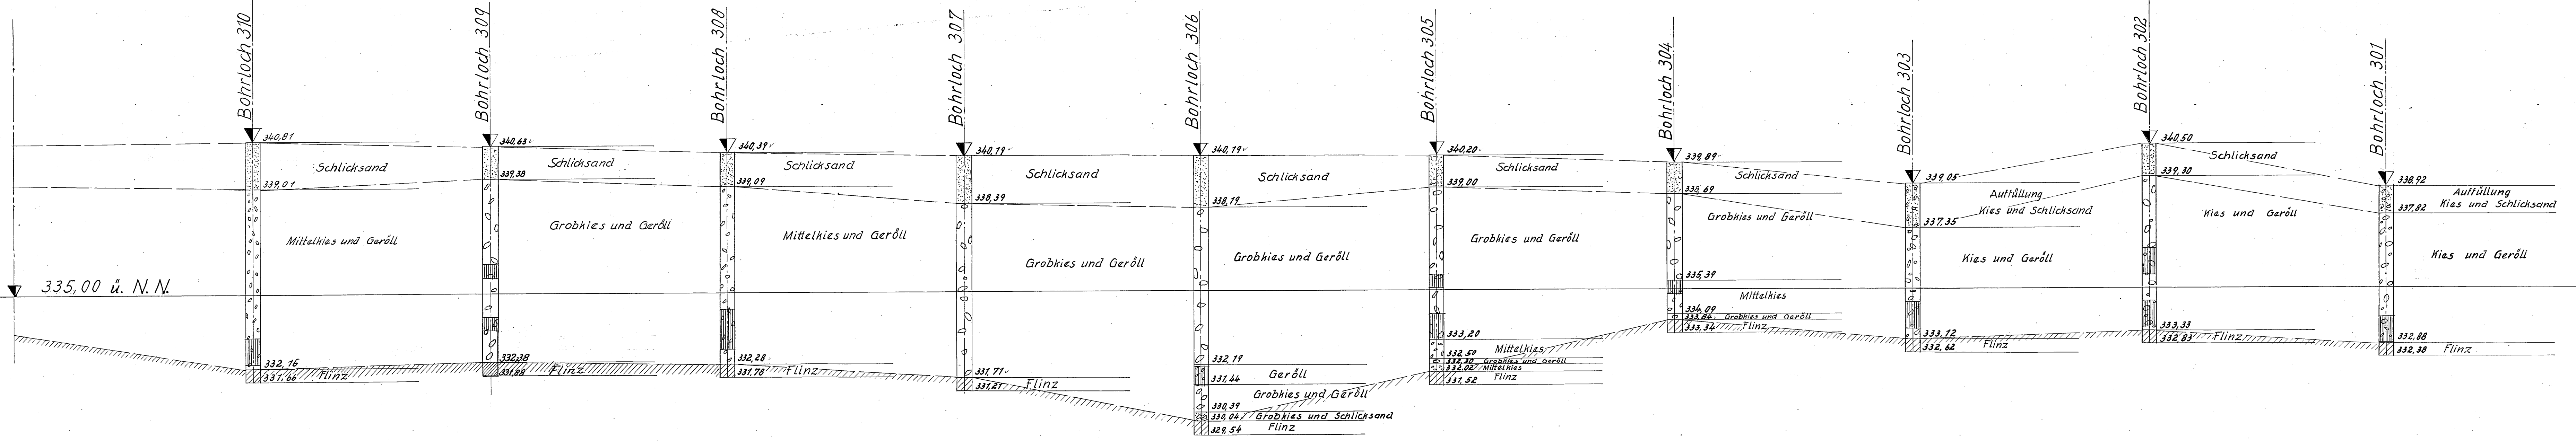 335,00 ü. N.N.
Bohrloch 310
340,81
Schlicksand
339,01
Mittelkies und Geröll
332,16
331,66 Flinz
Bohrloch 309
340,63
Schlicksand
339,38
Grobkies und Geröll
332,38
331,88 Flinz
Bohrloch 308
340,39
Schlicksand
339,09
Mittelkies und Geröll
332,28
331,78 Flinz
Bohrloch 307
340,19
Schlicksand
338,39
Grobkies und Geröll
331,71
331,21 Flinz
Bohrloch 306
340,19
Schlicksand
338,19
Grobkies und Geröll
332,19
Geröll
331,44
Grobkies und Geröll
330,39
330,04 Grobkies und Schlicksand
329,54 Flinz
Bohrloch 305
340,20
Schlicksand
339,00
Grobkies und Geröll
333,20
Mittelkies
332,50
332,30 Grobkies und Geröll
332,02 Mittelkies
331,52 Flinz
Bohrloch 304
339,89
Schlicksand
338,69
Grobkies und Geröll
335,39
Mittelkies
334,09
333,84 Grobkies und Geröll
333,34 Flinz
Bohrloch 303
339,05
Auffüllung
Kies und Schlicksand
337,35
Kies und Geröll
333,12
332,62 Flinz
Bohrloch 302
340,50
Schlicksand
339,30
Kies und Geröll
333,33
332,83 Flinz
Bohrloch 301
338,92
Auffüllung
337,82 Kies und Schlicksand
Kies und Geröll
332,88
332,38 Flinz